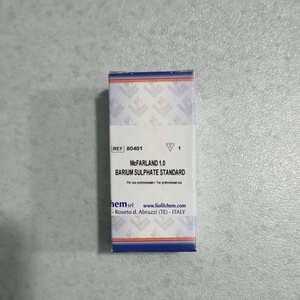 REF 80401 1
McFARLAND 1.0
BARIUM SULPHATE STANDARD
hem srl www.liofilchem.com
- Roseto d. Abruzzi (TE) - ITALY